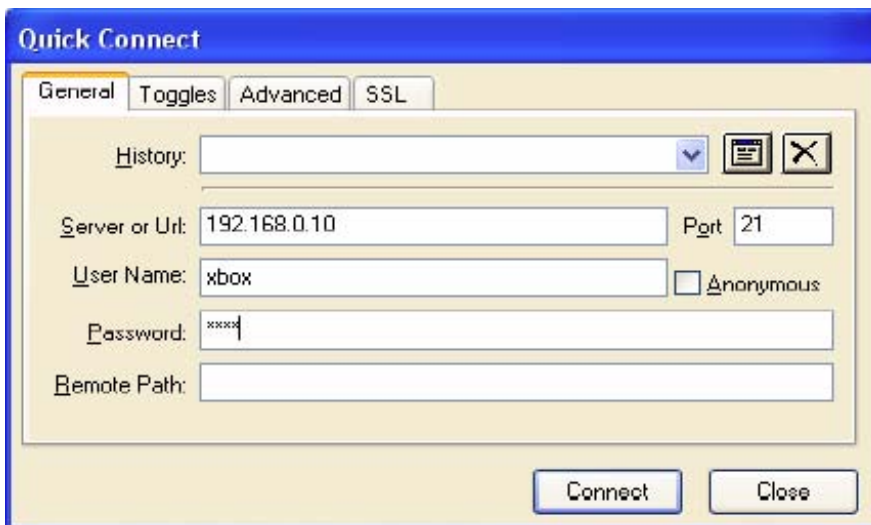 Quick Connect
General Toggles Advanced SSL
History:
Server or Url: 192.168.0.10 Port 21
User Name: xbox Anonymous
Password: ****
Remote Path:
Connect Close